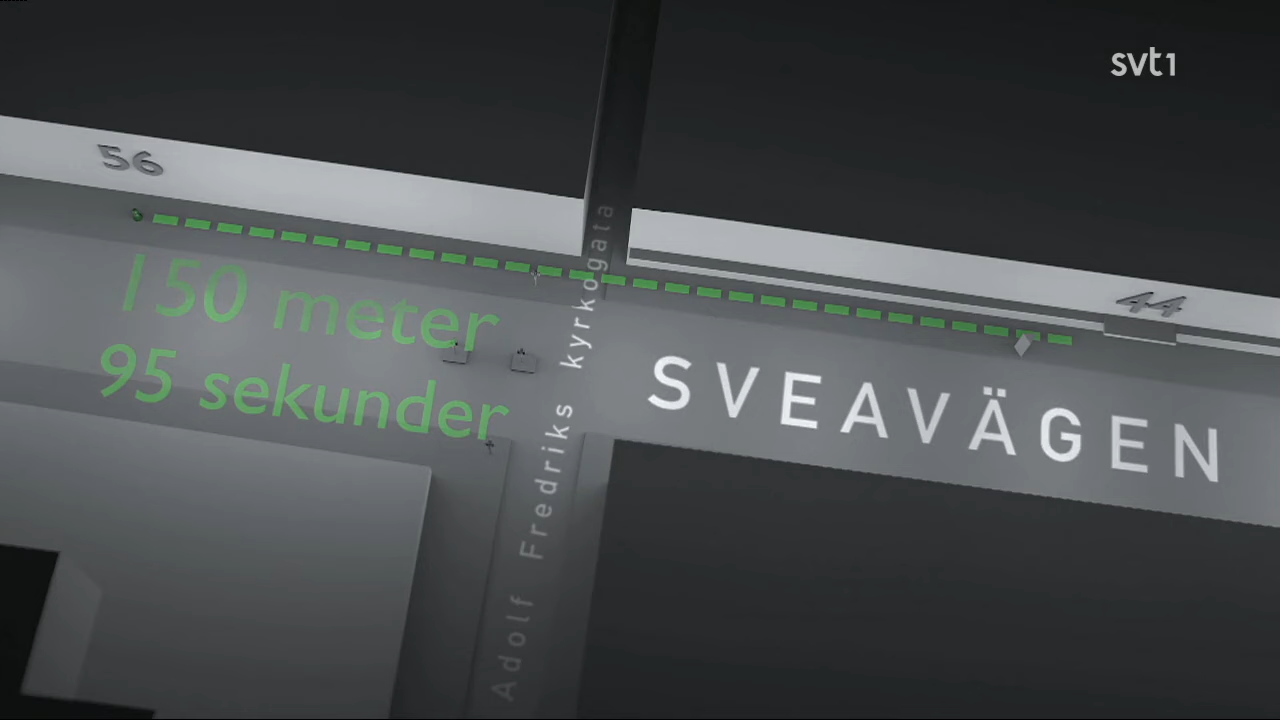 svt1
56
44
150 meter
95 sekunder
SVEAVÄGEN
Adolf Fredriks kyrkogata